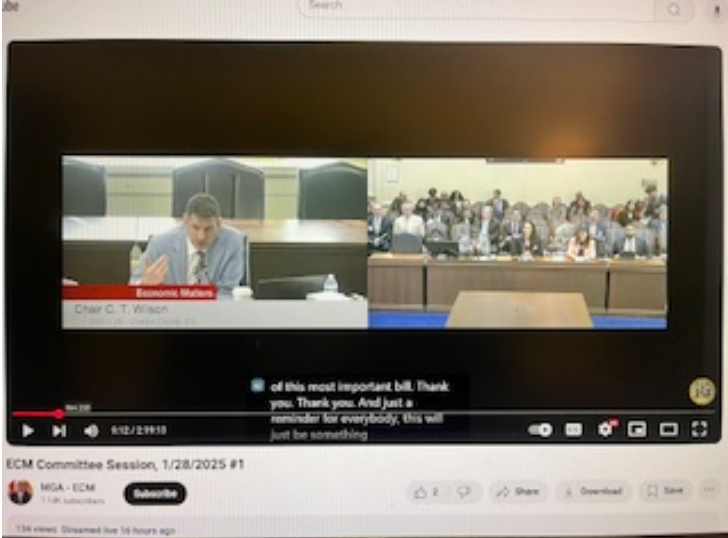 Search
Economic Matters
Chair C. T. Wilson
of this most important bill. Thank
you. Thank you. And just a
reminder for everybody, this will
just be something
9:12 / 2:19:13
ECM Committee Session, 1/28/2025 #1
MGA - ECM
subscribers
Subscribe
2
Share
Download
Save
134 views Streamed live 16 hours ago